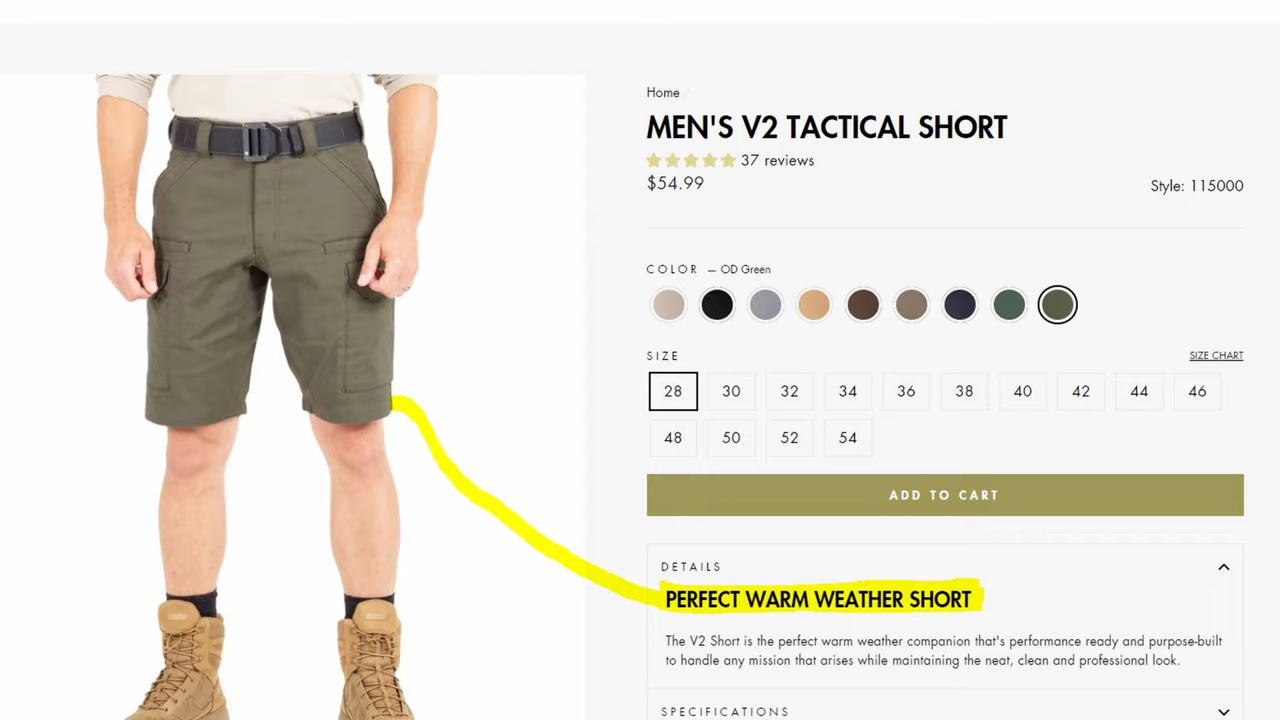 Home /
MEN'S V2 TACTICAL SHORT
37 reviews
$54.99
Style: 115000
COLOR — OD Green
SIZE
SIZE CHART
28 30 32 34 36 38 40 42 44 46
48 50 52 54
ADD TO CART
DETAILS
PERFECT WARM WEATHER SHORT
The V2 Short is the perfect warm weather companion that's performance ready and purpose-built
to handle any mission that arises while maintaining the neat, clean and professional look.
SPECIFICATIONS